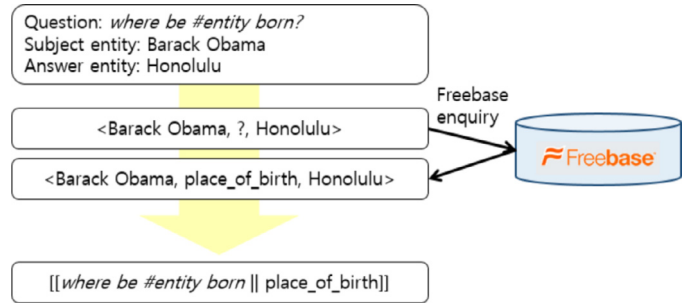 Question: where be #entity born?
Subject entity: Barack Obama
Answer entity: Honolulu
<Barack Obama, ?, Honolulu>
Freebase
enquiry
Freebase
<Barack Obama, place_of_birth, Honolulu>
[[where be #entity born || place_of_birth]]